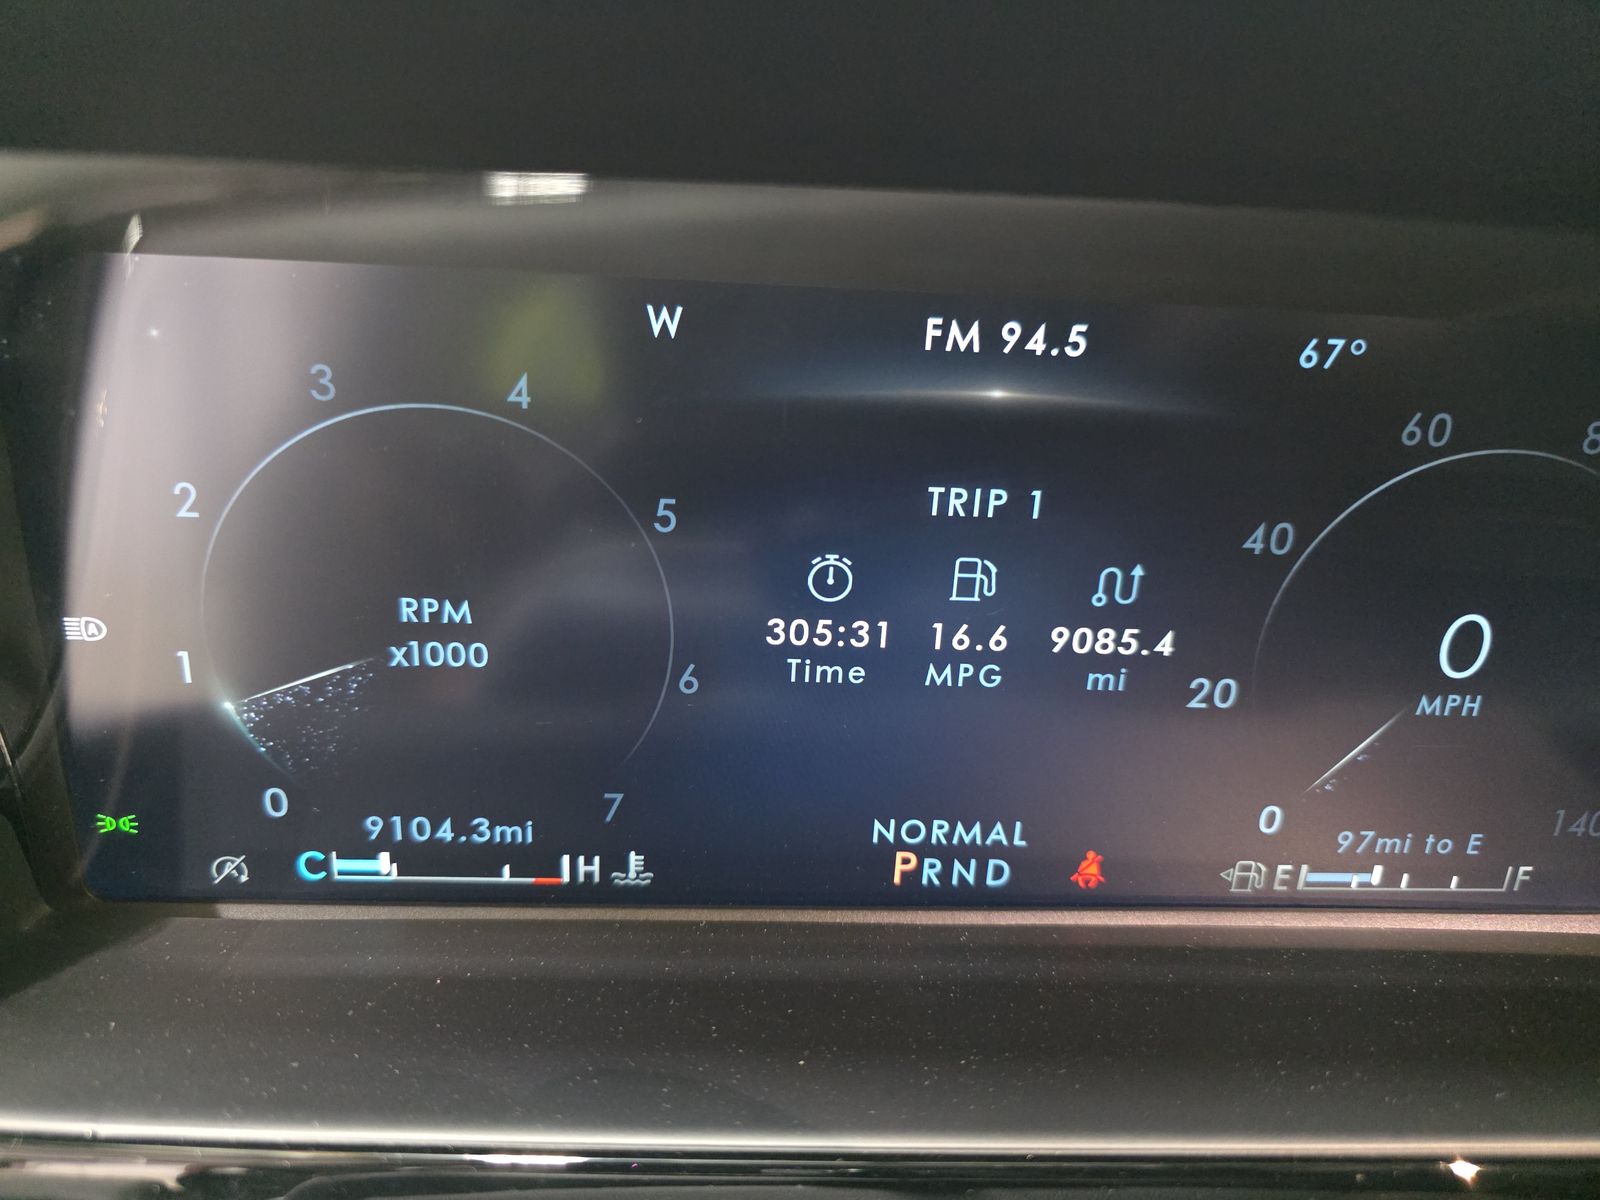 W
FM 94.5
67°
3
4
2
5
1
6
0
7
RPM
x1000
TRIP 1
305:31
Time
16.6
MPG
9085.4
mi
60
40
20
0
140
0
MPH
A
A
9104.3mi
C
H
NORMAL
PRND
97mi to E
E
F